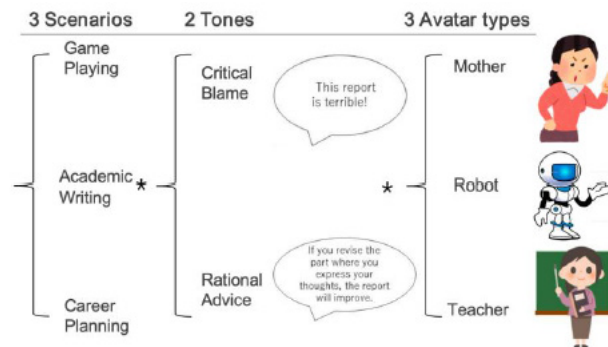 3 Scenarios 2 Tones 3 Avatar types
Game
Playing
Critical
Blame
This report
is terrible!
Mother
Academic
Writing
*
*
Robot
Rational
Advice
If you revise the
part where you
express your
thoughts, the report
will improve.
Career
Planning
Teacher